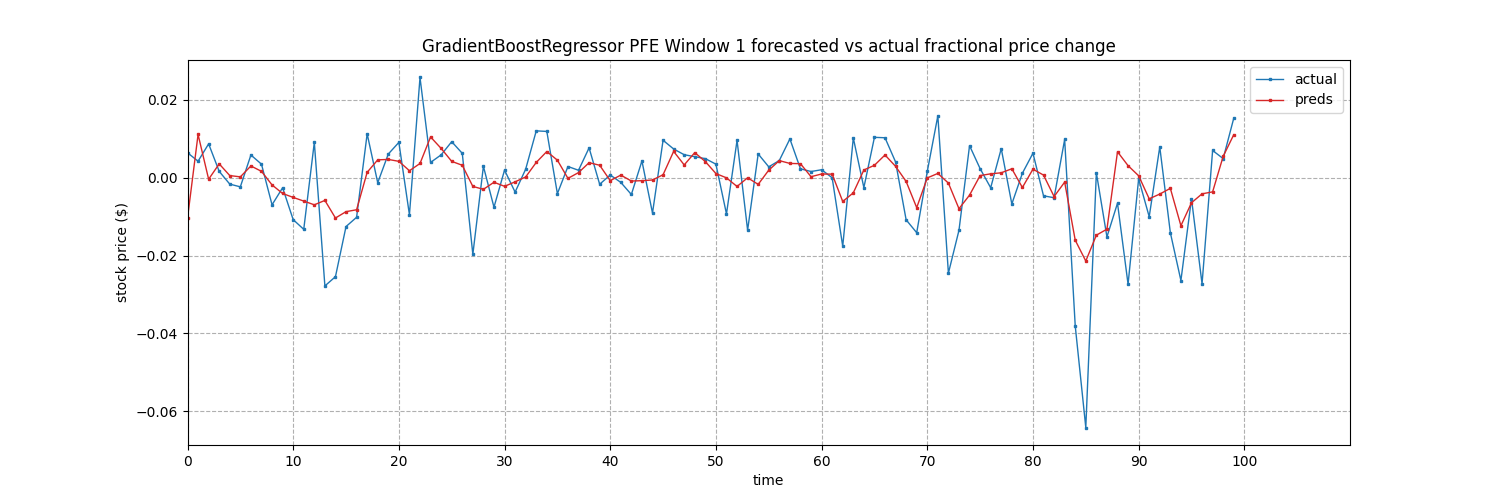 GradientBoostRegressor PFE Window 1 forecasted vs actual fractional price change
actual
preds
0.02
0.00
−0.02
−0.04
−0.06
stock price ($)
0 10 20 30 40 50 60 70 80 90 100
time